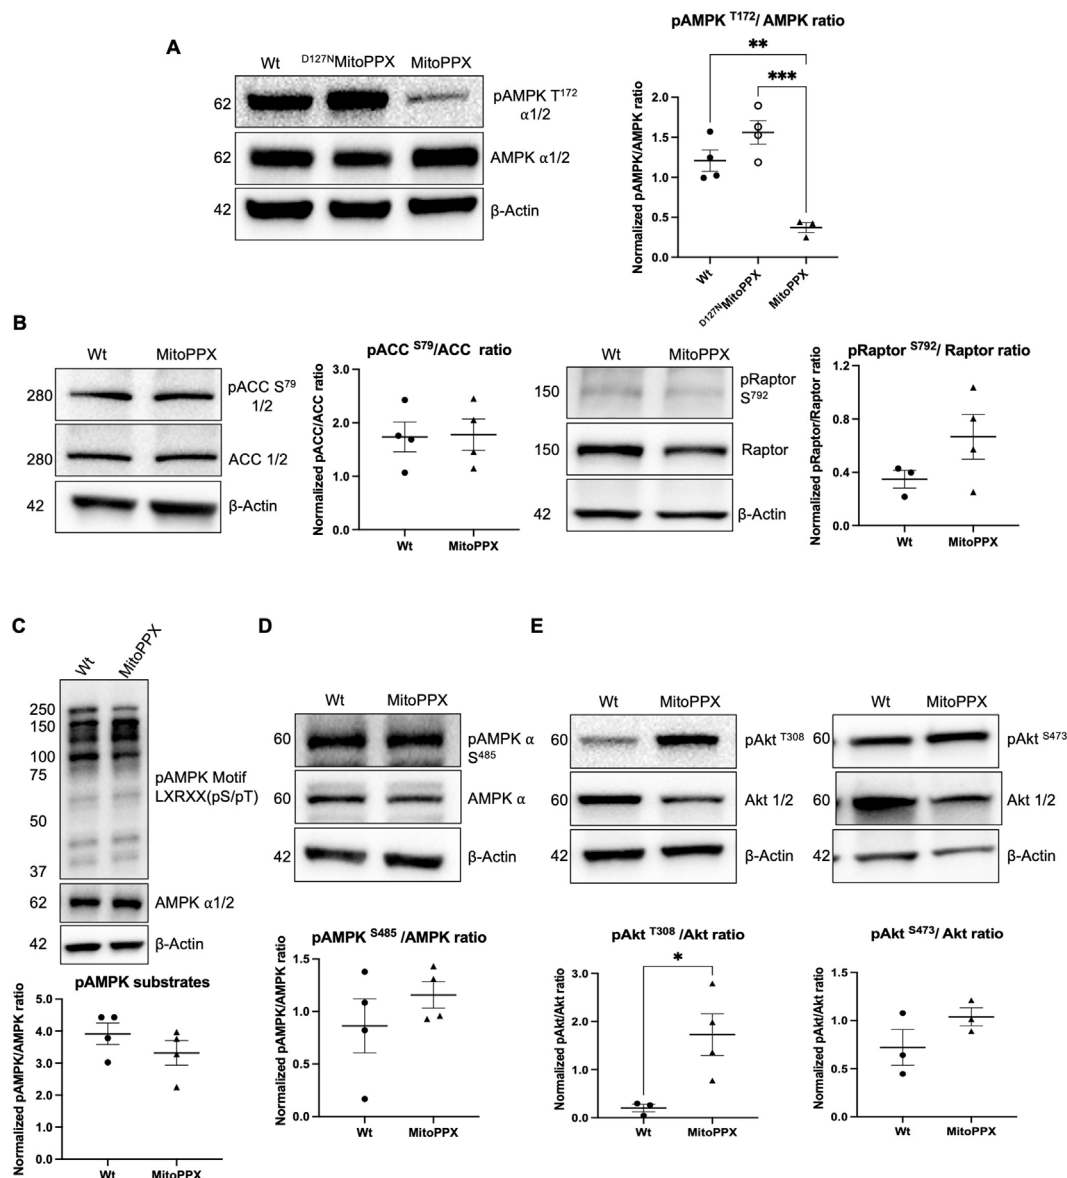 A
Wt D127NMitoPPX MitoPPX
62
pAMPK T172
α1/2
62
AMPK α1/2
42
β-Actin
pAMPK T172/ AMPK ratio
**
***
Normalized pAMPK/AMPK ratio
2.0
1.5
1.0
0.5
0.0
Wt
D127NMitoPPX
MitoPPX
B
Wt MitoPPX
280
pACC S79
1/2
280
ACC 1/2
42
β-Actin
pACC S79/ACC ratio
Normalized pACC/ACC ratio
3.0
2.0
1.0
0.0
Wt MitoPPX
Wt MitoPPX
150
pRaptor
S792
150
Raptor
42
β-Actin
pRaptor S792/ Raptor ratio
Normalized pRaptor/Raptor ratio
1.2
0.8
0.4
0.0
Wt MitoPPX
C
Wt
MitoPPX
250
150
100
75
50
37
pAMPK Motif
LXRXX(pS/pT)
62
AMPK α1/2
42
β-Actin
pAMPK substrates
Normalized pAMPK/AMPK ratio
5.0
4.0
3.0
2.0
1.0
0.0
Wt MitoPPX
D
Wt MitoPPX
60
pAMPK α
S485
60
AMPK α
42
β-Actin
pAMPK S485 /AMPK ratio
Normalized pAMPK/AMPK ratio
1.5
1.0
0.5
0.0
Wt MitoPPX
E
Wt MitoPPX
60
pAkt T308
60
Akt 1/2
42
β-Actin
pAkt T308 /Akt ratio
*
Normalized pAkt/Akt ratio
3.0
2.0
1.0
0.0
Wt MitoPPX
Wt MitoPPX
60
pAkt S473
60
Akt 1/2
42
β-Actin
pAkt S473/ Akt ratio
Normalized pAkt/Akt ratio
1.5
1.0
0.5
0.0
Wt MitoPPX